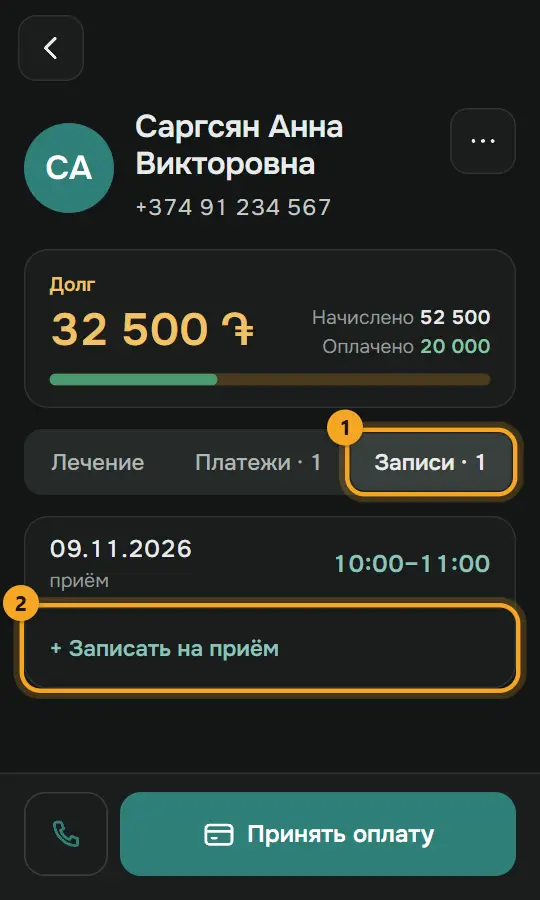 Саргсян Анна
Викторовна
СА
+374 91 234 567
Долг
32 500 ֏
Начислено 52 500
Оплачено 20 000
1
Лечение
Платежи · 1
Записи · 1
09.11.2026
приём
10:00–11:00
2
+ Записать на приём
Принять оплату